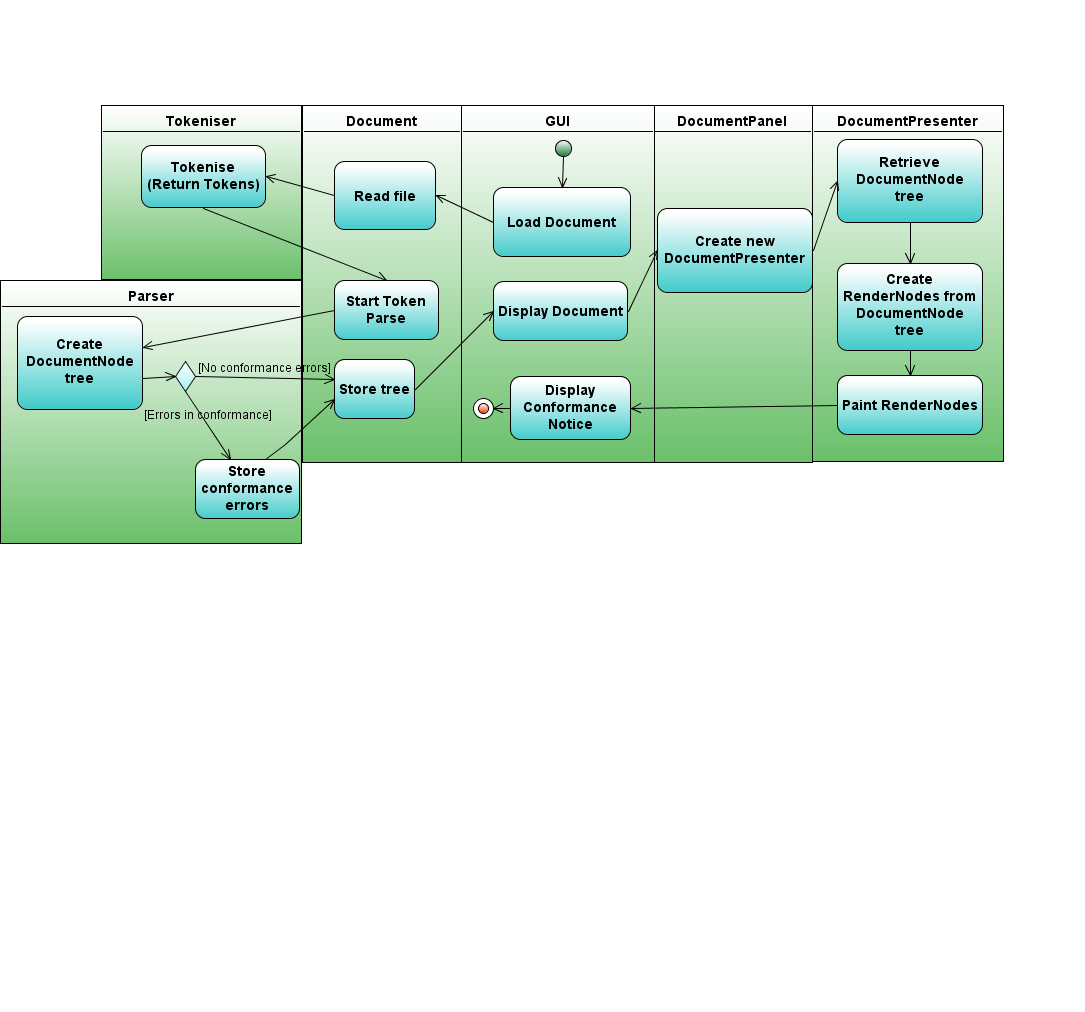 Tokeniser
Document
GUI
DocumentPanel
DocumentPresenter
Tokenise
(Return Tokens)
Read file
Load Document
Create new
DocumentPresenter
Retrieve
DocumentNode
tree
Create
RenderNodes from
DocumentNode
tree
Parser
Start Token
Parse
Display Document
Create
DocumentNode
tree
[No conformance errors]
Store tree
Display
Conformance
Notice
Paint RenderNodes
[Errors in conformance]
Store
conformance
errors